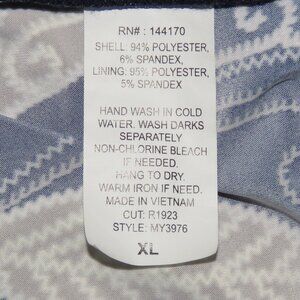 RN# : 144170
SHELL: 94% POLYESTER,
6% SPANDEX,
LINING: 95% POLYESTER,
5% SPANDEX
HAND WASH IN COLD
WATER. WASH DARKS
SEPARATELY
NON-CHLORINE BLEACH
IF NEEDED.
HANG TO DRY.
WARM IRON IF NEEDED.
MADE IN VIETNAM
CUT: R1923
STYLE: MY3976
XL